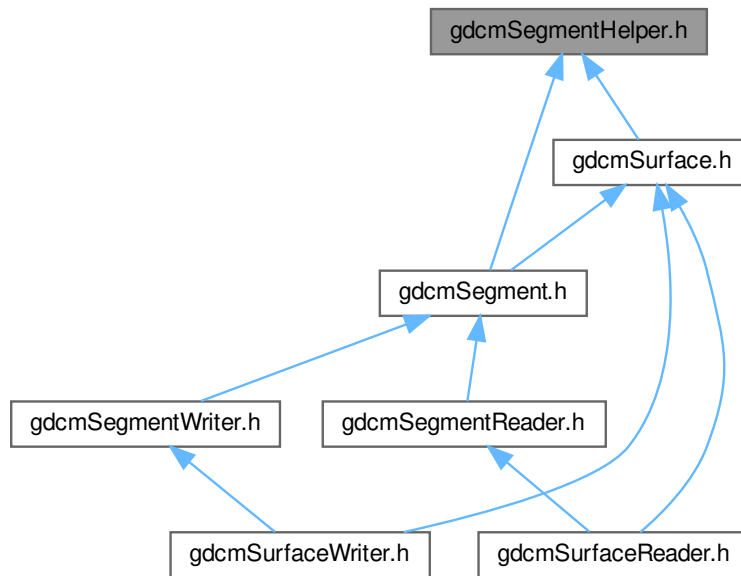 gdcmSegmentHelper.h
gdcmSurface.h
gdcmSegment.h
gdcmSegmentWriter.h
gdcmSegmentReader.h
gdcmSurfaceWriter.h
gdcmSurfaceReader.h